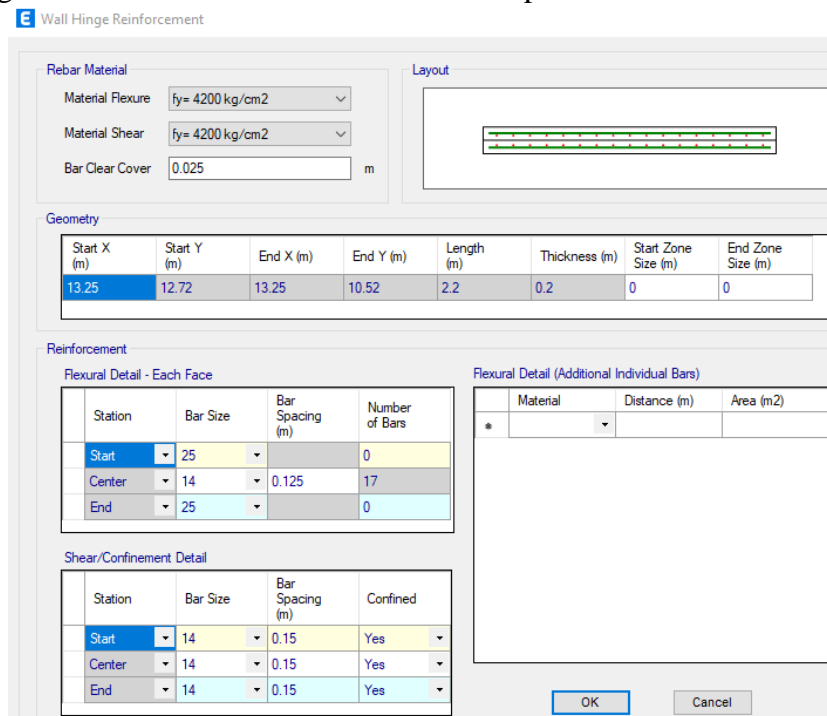 E Wall Hinge Reinforcement
Rebar Material
Layout
Material Flexure fy= 4200 kg/cm2
Material Shear fy= 4200 kg/cm2
Bar Clear Cover 0.025 m
Geometry
Start X (m) Start Y (m) End X (m) End Y (m) Length (m) Thickness (m) Start Zone Size (m) End Zone Size (m)
13.25 12.72 13.25 10.52 2.2 0.2 0 0
Reinforcement
Flexural Detail - Each Face
Station Bar Size Bar Spacing (m) Number of Bars
Start 25 0
Center 14 0.125 17
End 25 0
Flexural Detail (Additional Individual Bars)
Material Distance (m) Area (m2)
*
Shear/Confinement Detail
Station Bar Size Bar Spacing (m) Confined
Start 14 0.15 Yes
Center 14 0.15 Yes
End 14 0.15 Yes
OK Cancel